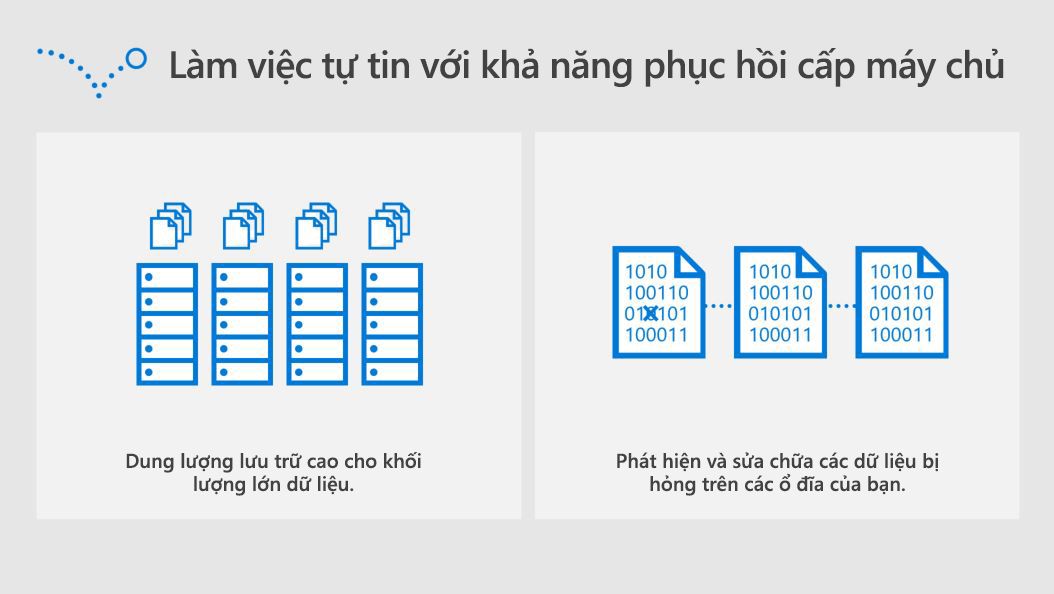 Làm việc tự tin với khả năng phục hồi cấp máy chủ
Dung lượng lưu trữ cao cho khối
lượng lớn dữ liệu.
1010
100110
010101
100011
1010
100110
010101
100011
1010
100110
010101
100011
Phát hiện và sửa chữa các dữ liệu bị
hỏng trên các ổ đĩa của bạn.